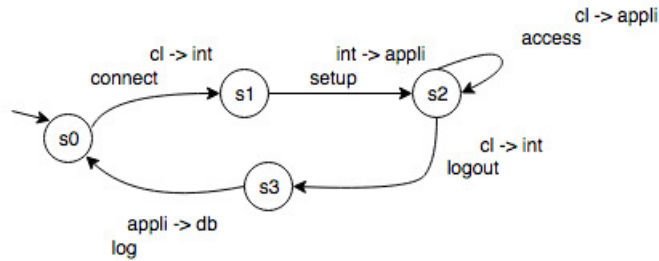 cl -> appli
access
cl -> int
connect
int -> appli
setup
s0
s1
s2
s3
cl -> int
logout
appli -> db
log